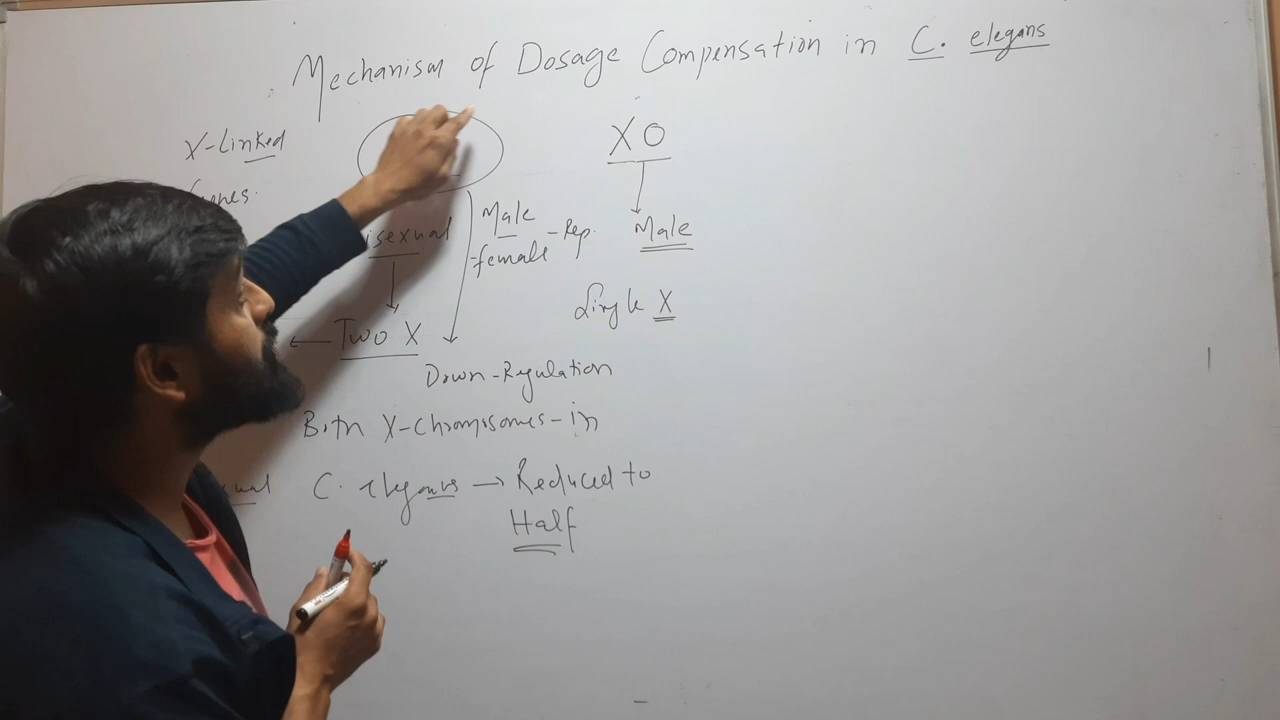 Mechanism of Dosage Compensation in C. elegans
X-Linked
XO
Male
female - Rep.
Male
Single X
Two X
Down-Regulation
Both X-Chromosomes-in
C. elegans → Reduced to
Half